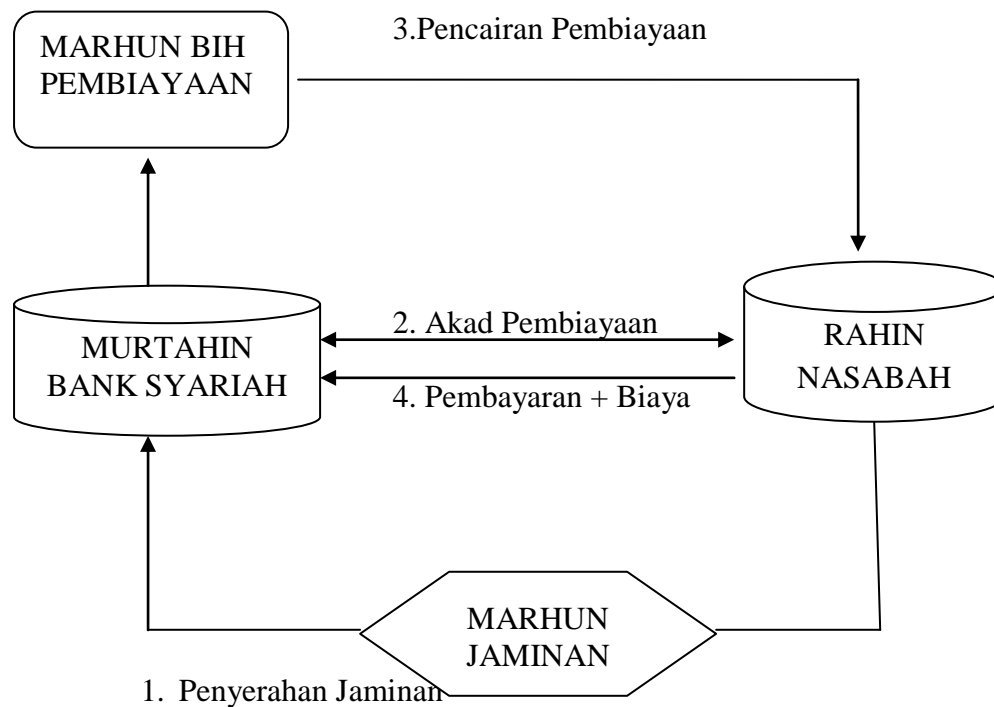 3.Pencairan Pembiayaan
MARHUN BIH
PEMBIAYAAN
2. Akad Pembiayaan
MURTAHIN
BANK SYARIAH
RAHIN
NASABAH
4. Pembayaran + Biaya
MARHUN
JAMINAN
1. Penyerahan Jaminan